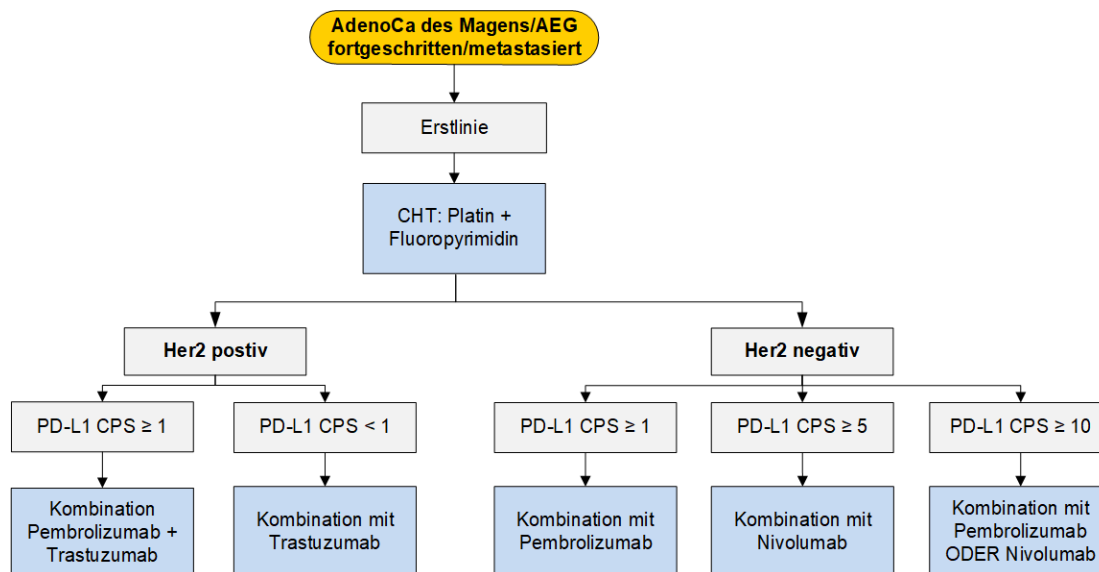 AdenoCa des Magens/AEG
fortgeschritten/metastasiert
Erstlinie
CHT: Platin +
Fluoropyrimidin
Her2 postiv
Her2 negativ
PD-L1 CPS ≥ 1
PD-L1 CPS < 1
PD-L1 CPS ≥ 1
PD-L1 CPS ≥ 5
PD-L1 CPS ≥ 10
Kombination
Pembrolizumab +
Trastuzumab
Kombination mit
Trastuzumab
Kombination mit
Pembrolizumab
Kombination mit
Nivolumab
Kombination mit
Pembrolizumab
ODER Nivolumab